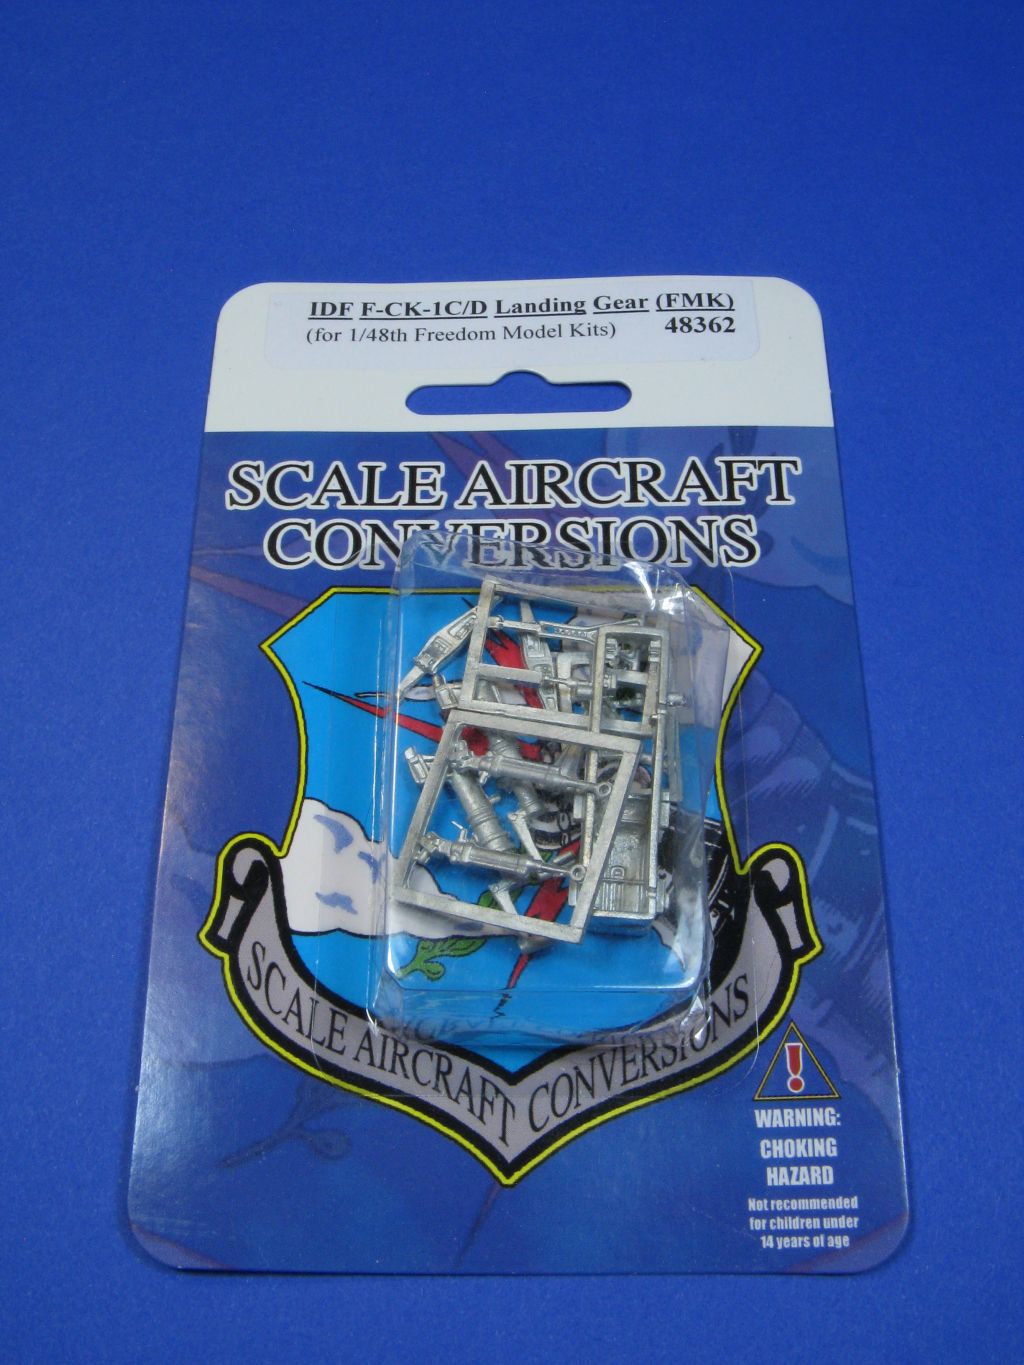 IDF F-CK-1C/D Landing Gear (FMK)
(for 1/48th Freedom Model Kits) 48362
SCALE AIRCRAFT
CONVERSIONS
SCALE AIRCRAFT CONVERSIONS
WARNING:
CHOKING
HAZARD
Not recommended
for children under
14 years of age